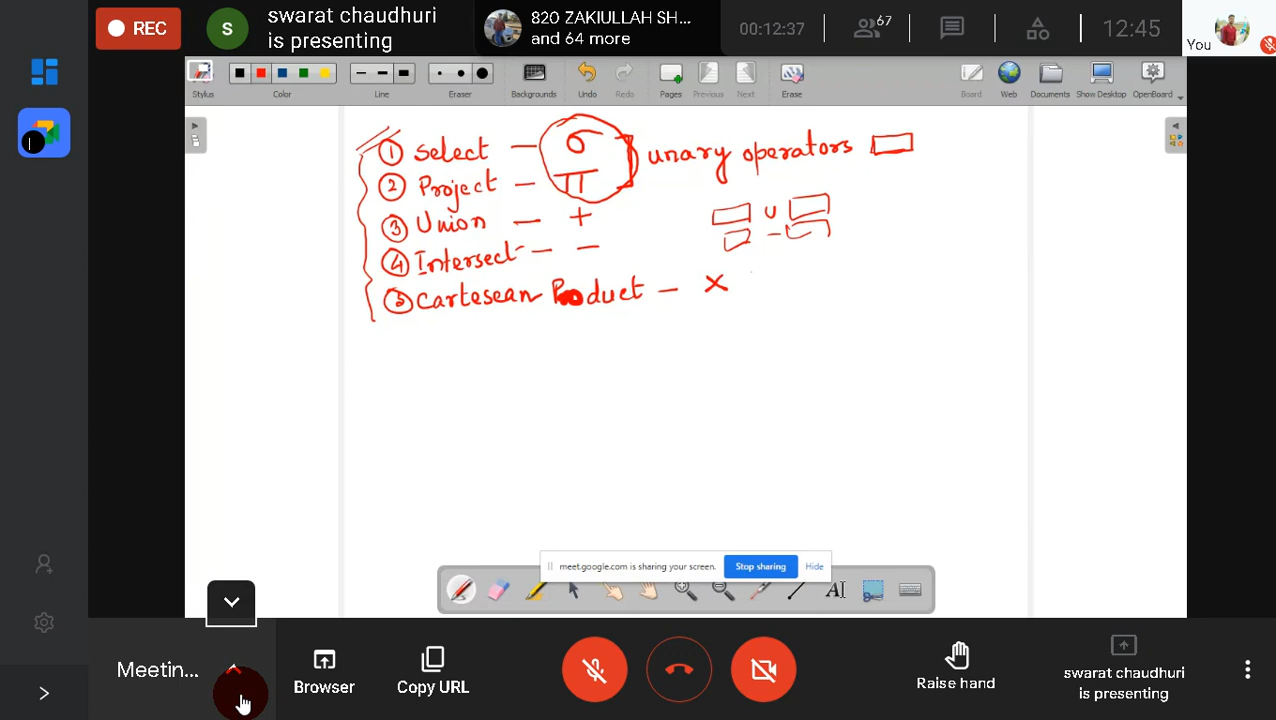 REC
S
swarat chaudhuri
is presenting
820 ZAKIULLAH SH...
and 64 more
00:12:37
67
12:45
You
Stylus
Color
Line
Eraser
Backgrounds
Undo
Redo
Pages
Previous
Next
Erase
Board
Web
Documents
Show Desktop
OpenBoard
① Select — σ unary operators
② Project — π
③ Union — +
∪
④ Intersect — −
−
⑤ Cartesean Product — ×
meet.google.com is sharing your screen. Stop sharing Hide
Meetin...
Browser
Copy URL
Raise hand
swarat chaudhuri
is presenting